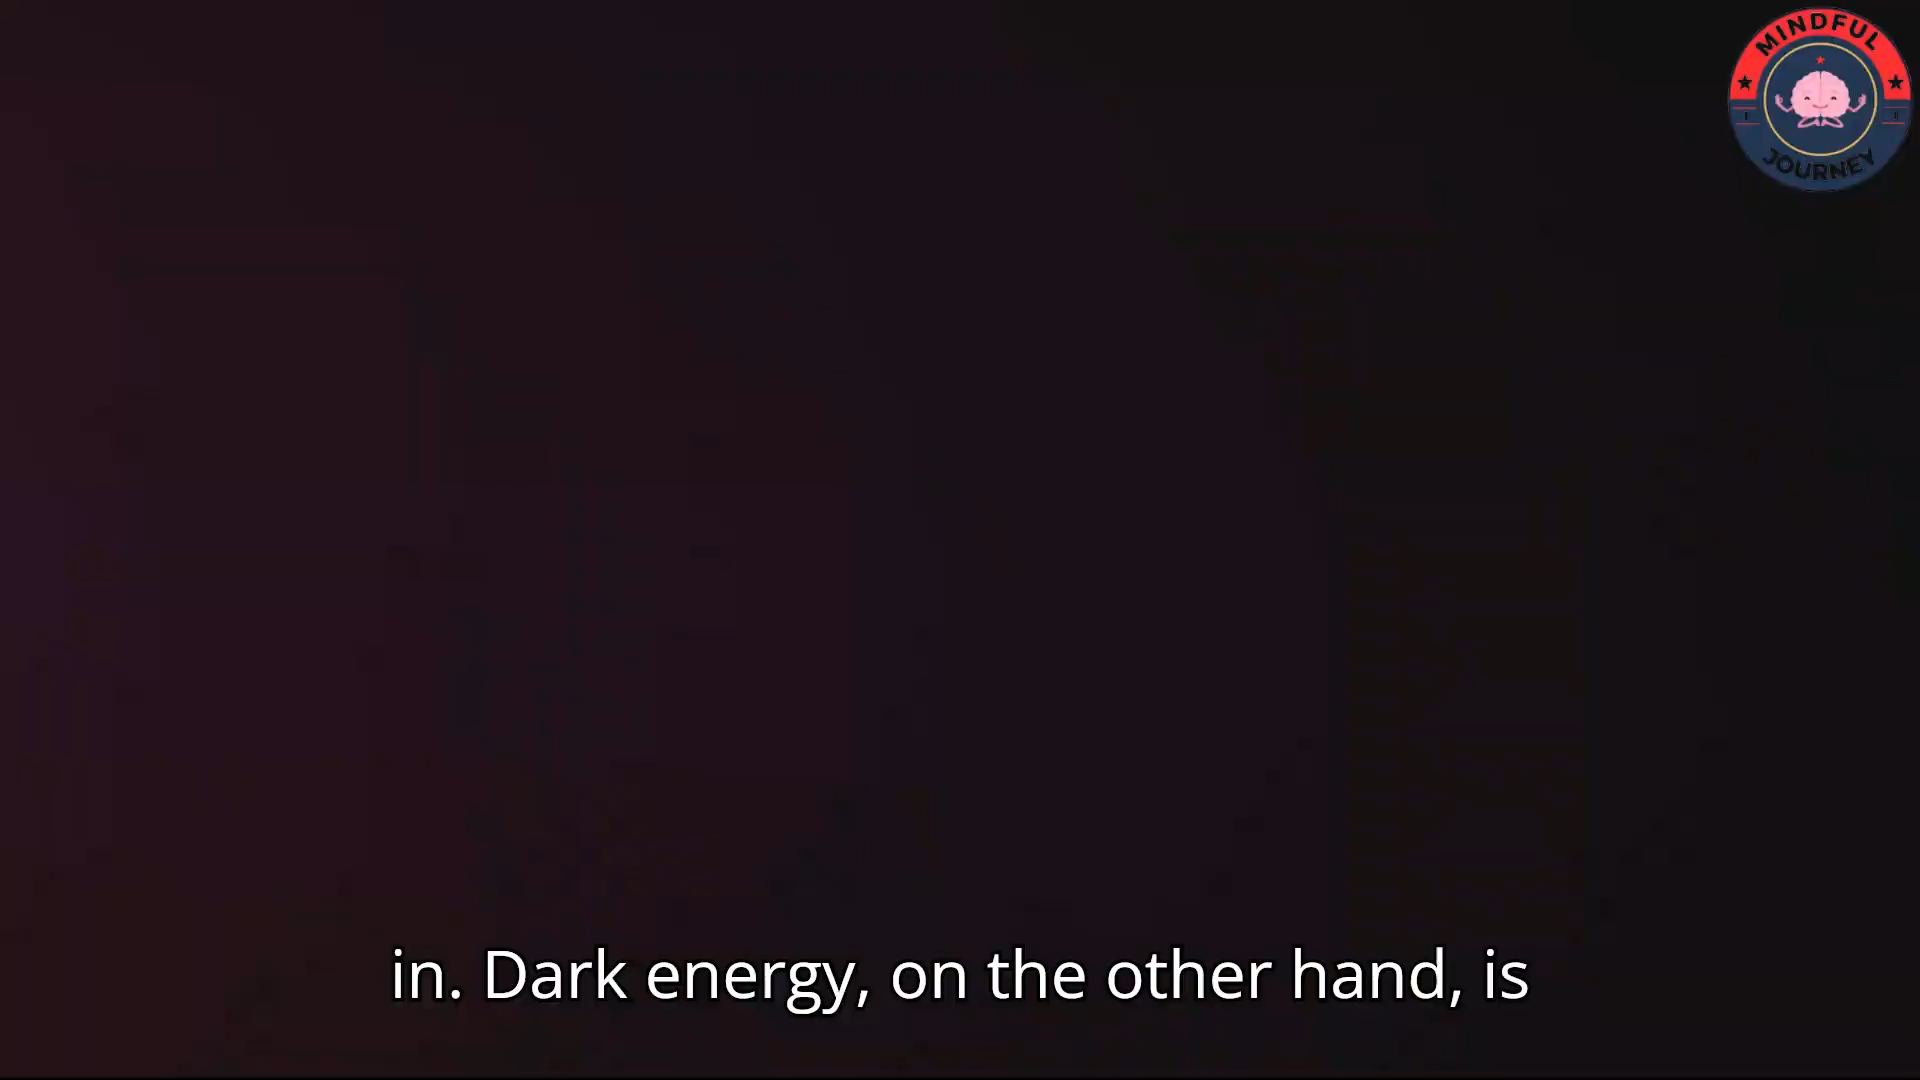 MINDFUL
JOURNEY
in. Dark energy, on the other hand, is